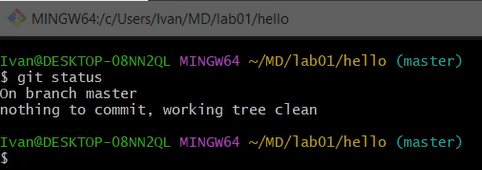 MINGW64:/c/Users/Ivan/MD/lab01/hello
Ivan@DESKTOP-08NN2QL MINGW64 ~/MD/lab01/hello (master)
$ git status
On branch master
nothing to commit, working tree clean
Ivan@DESKTOP-08NN2QL MINGW64 ~/MD/lab01/hello (master)
$